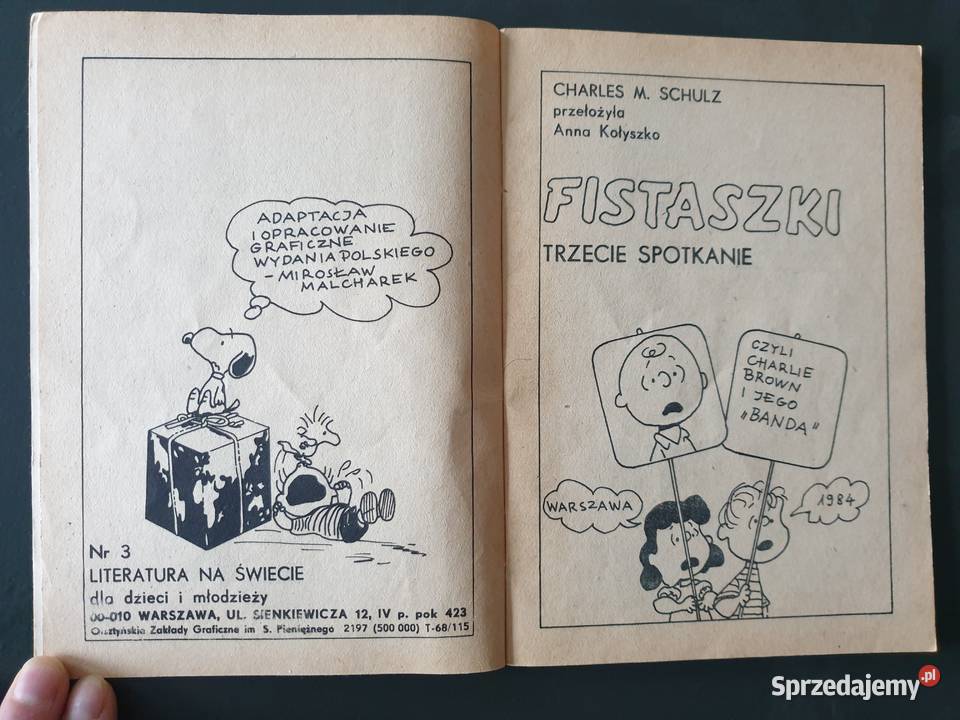 ADAPTACJA
I OPRACOWANIE
GRAFICZNE
WYDANIA POLSKIEGO
- MIROSŁAW
MALCHAREK
Nr 3
LITERATURA NA ŚWIECIE
dla dzieci i młodzieży
00-010 WARSZAWA, UL. SIENKIEWICZA 12, IV p. pok 423
Olsztyńskie Zakłady Graficzne im S. Pieniężnego 2197 (500 000) T-68/115
CHARLES M. SCHULZ
przełożyła
Anna Kołyszko
FISTASZKI
TRZECIE SPOTKANIE
CZYLI
CHARLIE
BROWN
I JEGO
„BANDA"
WARSZAWA
1984
Sprzedajemy.pl